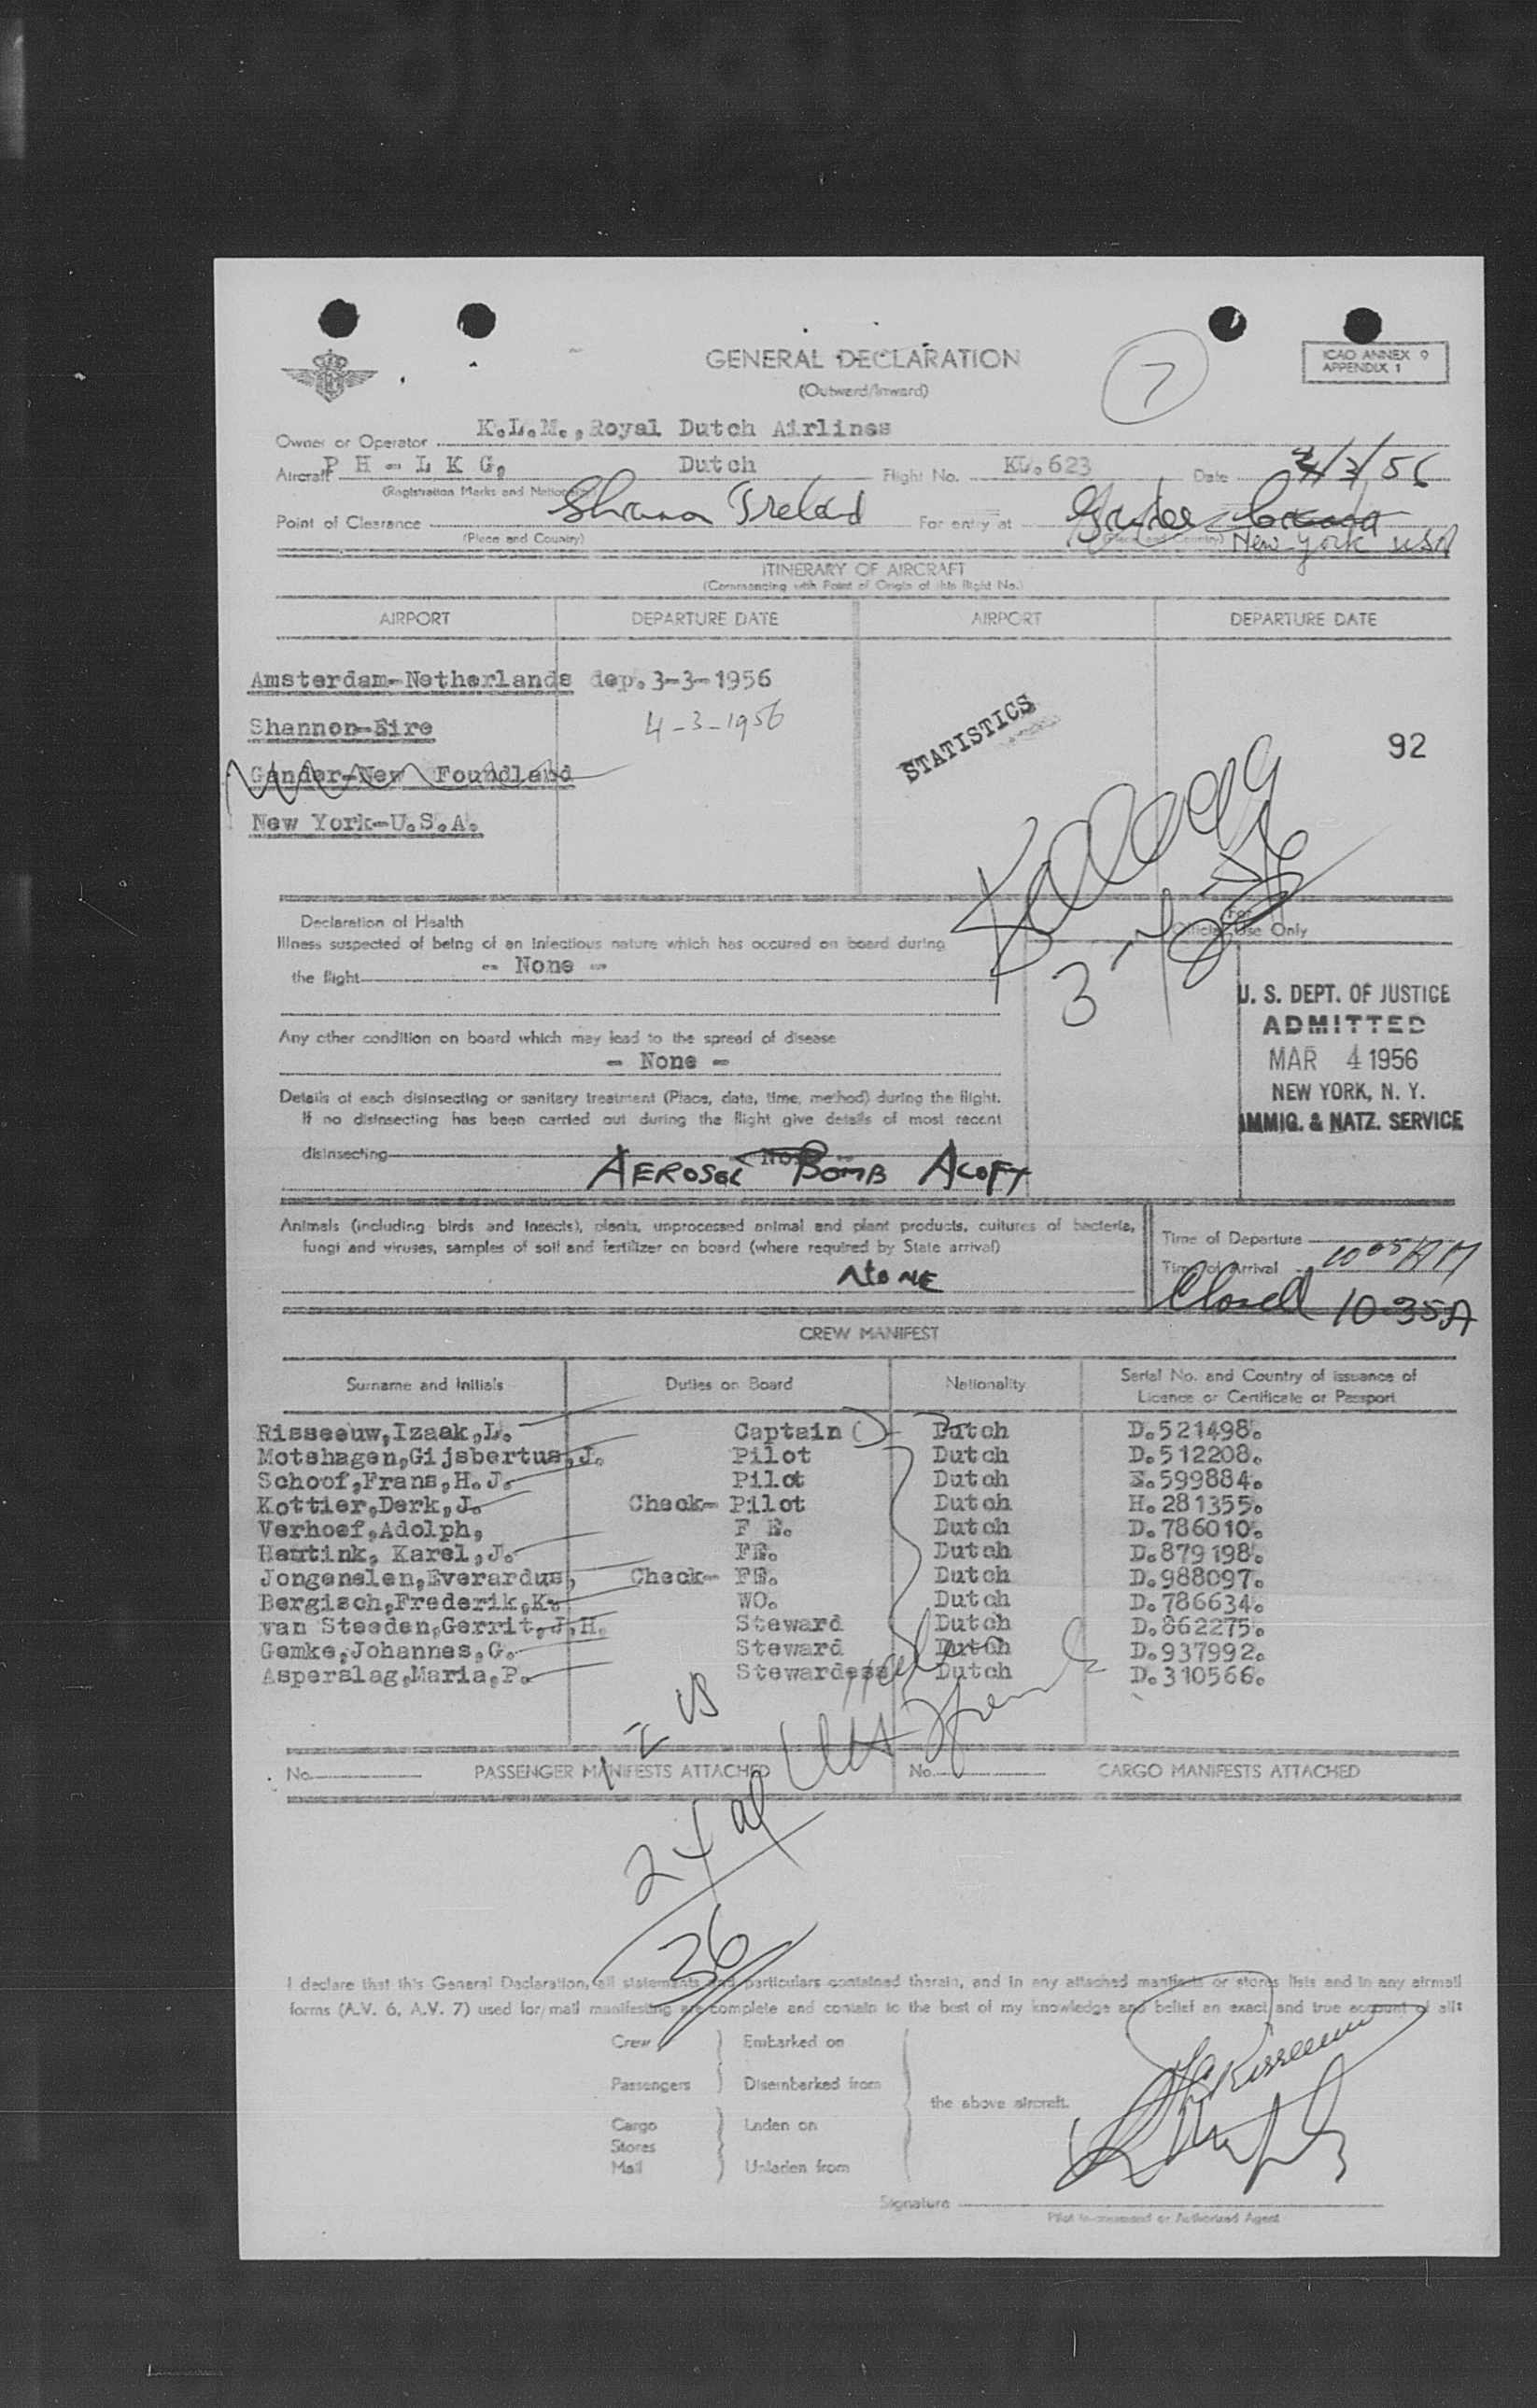 GENERAL DECLARATION
(Outward/Inward)
7
ICAO ANNEX 9
APPENDIX 1
Owner or Operator K.L.M.,Royal Dutch Airlines
Aircraft P H - L K G, Dutch Flight No. KL.623 Date /3/56
(Registration Marks and Nationality)
Point of Clearance Shannon Ireland For entry at Gander Canada
(Place and Country) (Place and Country) New York USA
ITINERARY OF AIRCRAFT
(Commencing with Point of Origin of this flight No.)
AIRPORT DEPARTURE DATE AIRPORT DEPARTURE DATE
Amsterdam-Netherlands dep. 3-3-1956
Shannon-Eire 4-3-1956
STATISTICS
92
Gander-New Foundland
New York-U.S.A.
Declaration of Health
For
Official Use Only
Illness suspected of being of an infectious nature which has occured on board during
the flight - None -
U. S. DEPT. OF JUSTICE
ADMITTED
MAR 4 1956
NEW YORK, N. Y.
IMMIG. & NATZ. SERVICE
Any other condition on board which may lead to the spread of disease
- None -
Details of each disinsecting or sanitary treatment (Place, date, time, method) during the flight.
If no disinsecting has been carried out during the flight give details of most recent
disinsecting - None -
AEROSOL BOMB ALOFT
Animals (including birds and insects), plants, unprocessed animal and plant products, cultures of bacteria,
fungi and viruses, samples of soil and fertilizer on board (where required by State arrival)
NONE
Time of Departure
Time of Arrival 10 05 AM
Closed 10-35A
CREW MANIFEST
Surname and Initials Duties on Board Nationality Serial No. and Country of issuance of
Licence or Certificate or Passport
Risseeuw,Izaak,L. Captain Dutch D.521498.
Motshagen,Gijsbertus,J. Pilot Dutch D.512208.
Schoof,Frans,H.J. Pilot Dutch 599884.
Kottier,Derk,J. Check- Pilot Dutch H.281355.
Verhoef,Adolph, F E. Dutch D.786010.
Karel,J. FE. Dutch D.879198.
Jongenelen,Everardus, Check- FE. Dutch D.988097.
Bergisch,Frederik,K. WO. Dutch D.786634.
van Steeden,Gerrit,J.H. Steward Dutch D.862275.
Gemke,Johannes,G. Steward Dutch D.937992.
Asperslag,Maria,P. Stewardess Dutch D.310566.
No. PASSENGER MANIFESTS ATTACHED No. CARGO MANIFESTS ATTACHED
36
I declare that this General Declaration, all statements and particulars contained therein, and in any attached manifests or stores lists and in any airmail
forms (A.V. 6, A.V. 7) used for mail manifesting are complete and contain to the best of my knowledge and belief an exact and true account of all:
Crew Embarked on
Passengers Disembarked from
the above aircraft.
Cargo Laden on
Stores
Mail Unladen from
Risseeuw
Signature
Pilot in-command or Authorized Agent